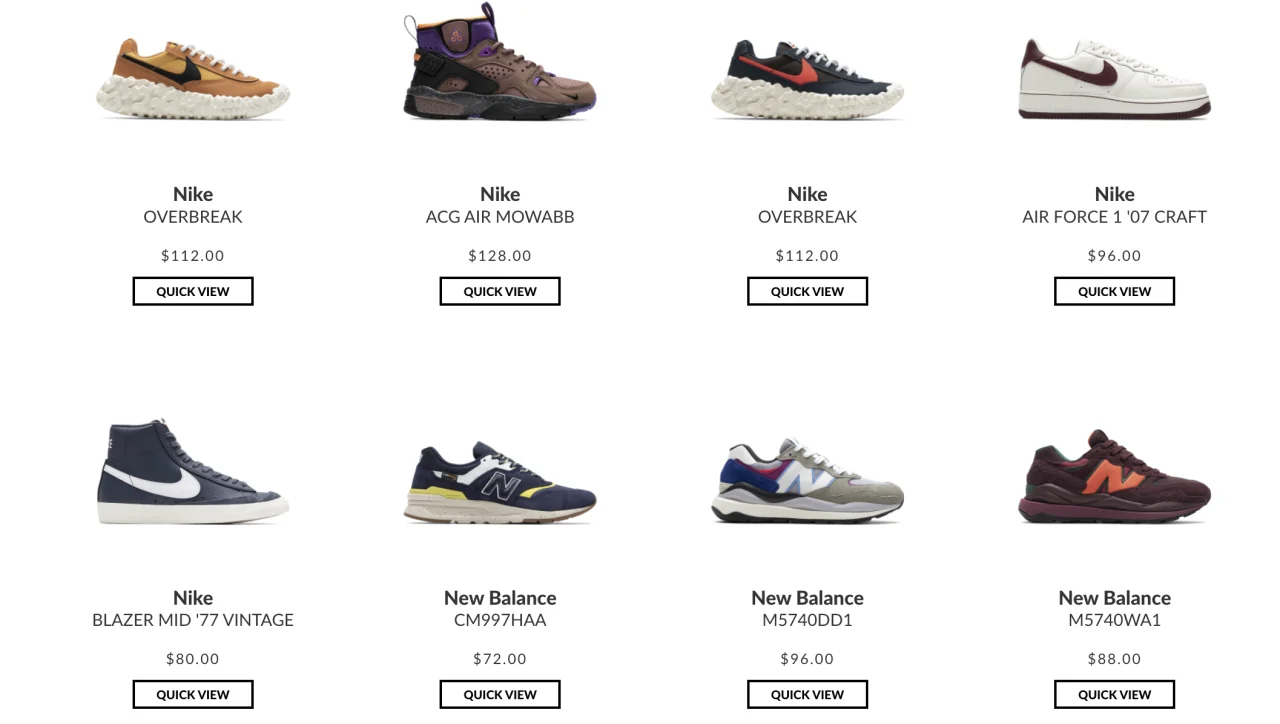 Nike
OVERBREAK
$112.00
QUICK VIEW
Nike
ACG AIR MOWABB
$128.00
QUICK VIEW
Nike
OVERBREAK
$112.00
QUICK VIEW
Nike
AIR FORCE 1 '07 CRAFT
$96.00
QUICK VIEW
Nike
BLAZER MID '77 VINTAGE
$80.00
QUICK VIEW
New Balance
CM997HAA
$72.00
QUICK VIEW
New Balance
M5740DD1
$96.00
QUICK VIEW
New Balance
M5740WA1
$88.00
QUICK VIEW